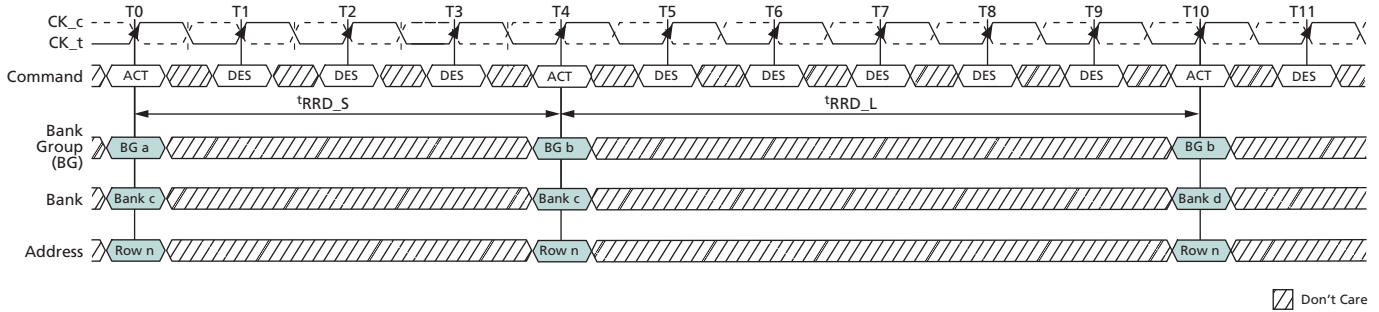 T0 T1 T2 T3 T4 T5 T6 T7 T8 T9 T10 T11
CK_c
CK_t
Command ACT DES DES DES ACT DES DES DES DES DES ACT DES
tRRD_S tRRD_L
Bank
Group
(BG)
BG a BG b BG b
Bank Bank c Bank c Bank d
Address Row n Row n Row n
Don't Care